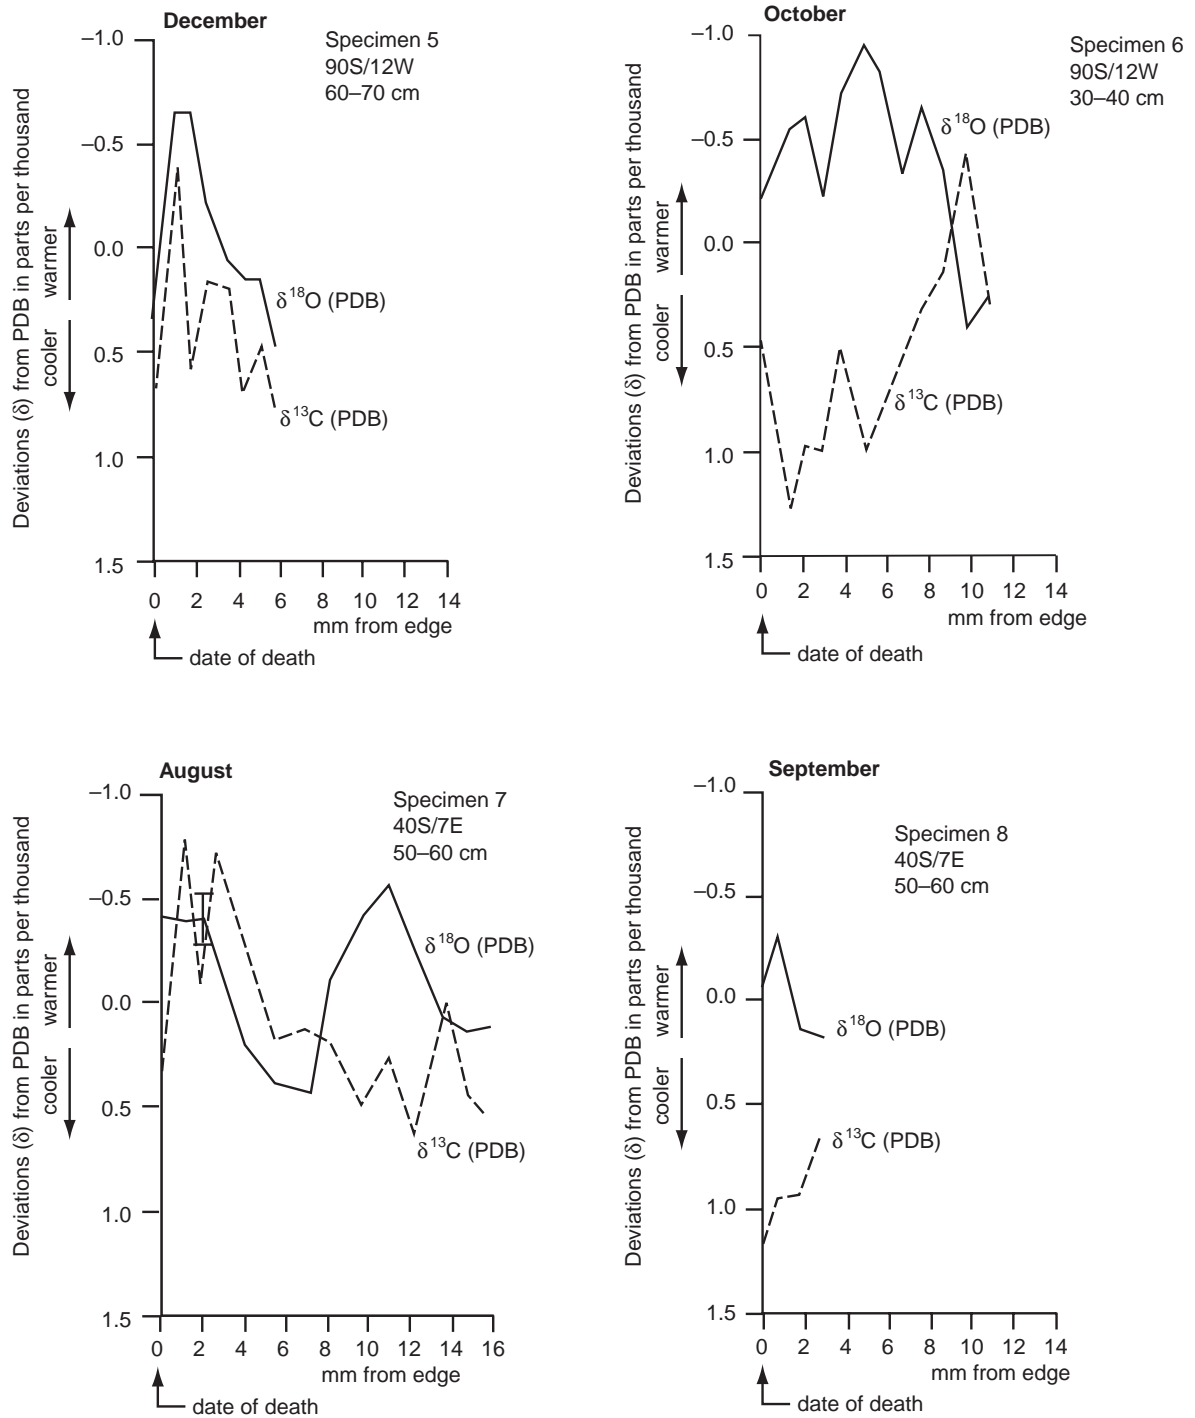 December
Specimen 5
90S/12W
60–70 cm
Deviations (δ) from PDB in parts per thousand
cooler warmer
–1.0
–0.5
0.0
0.5
1.0
1.5
δ18O (PDB)
δ13C (PDB)
0 2 4 6 8 10 12 14
mm from edge
date of death
October
Specimen 6
90S/12W
30–40 cm
Deviations (δ) from PDB in parts per thousand
cooler warmer
–1.0
–0.5
0.0
0.5
1.0
1.5
δ18O (PDB)
δ13C (PDB)
0 2 4 6 8 10 12 14
mm from edge
date of death
August
Specimen 7
40S/7E
50–60 cm
Deviations (δ) from PDB in parts per thousand
cooler warmer
–1.0
–0.5
0.0
0.5
1.0
1.5
δ18O (PDB)
δ13C (PDB)
0 2 4 6 8 10 12 14 16
mm from edge
date of death
September
Specimen 8
40S/7E
50–60 cm
Deviations (δ) from PDB in parts per thousand
cooler warmer
–1.0
–0.5
0.0
0.5
1.0
1.5
δ18O (PDB)
δ13C (PDB)
0 2 4 6 8 10 12 14
mm from edge
date of death